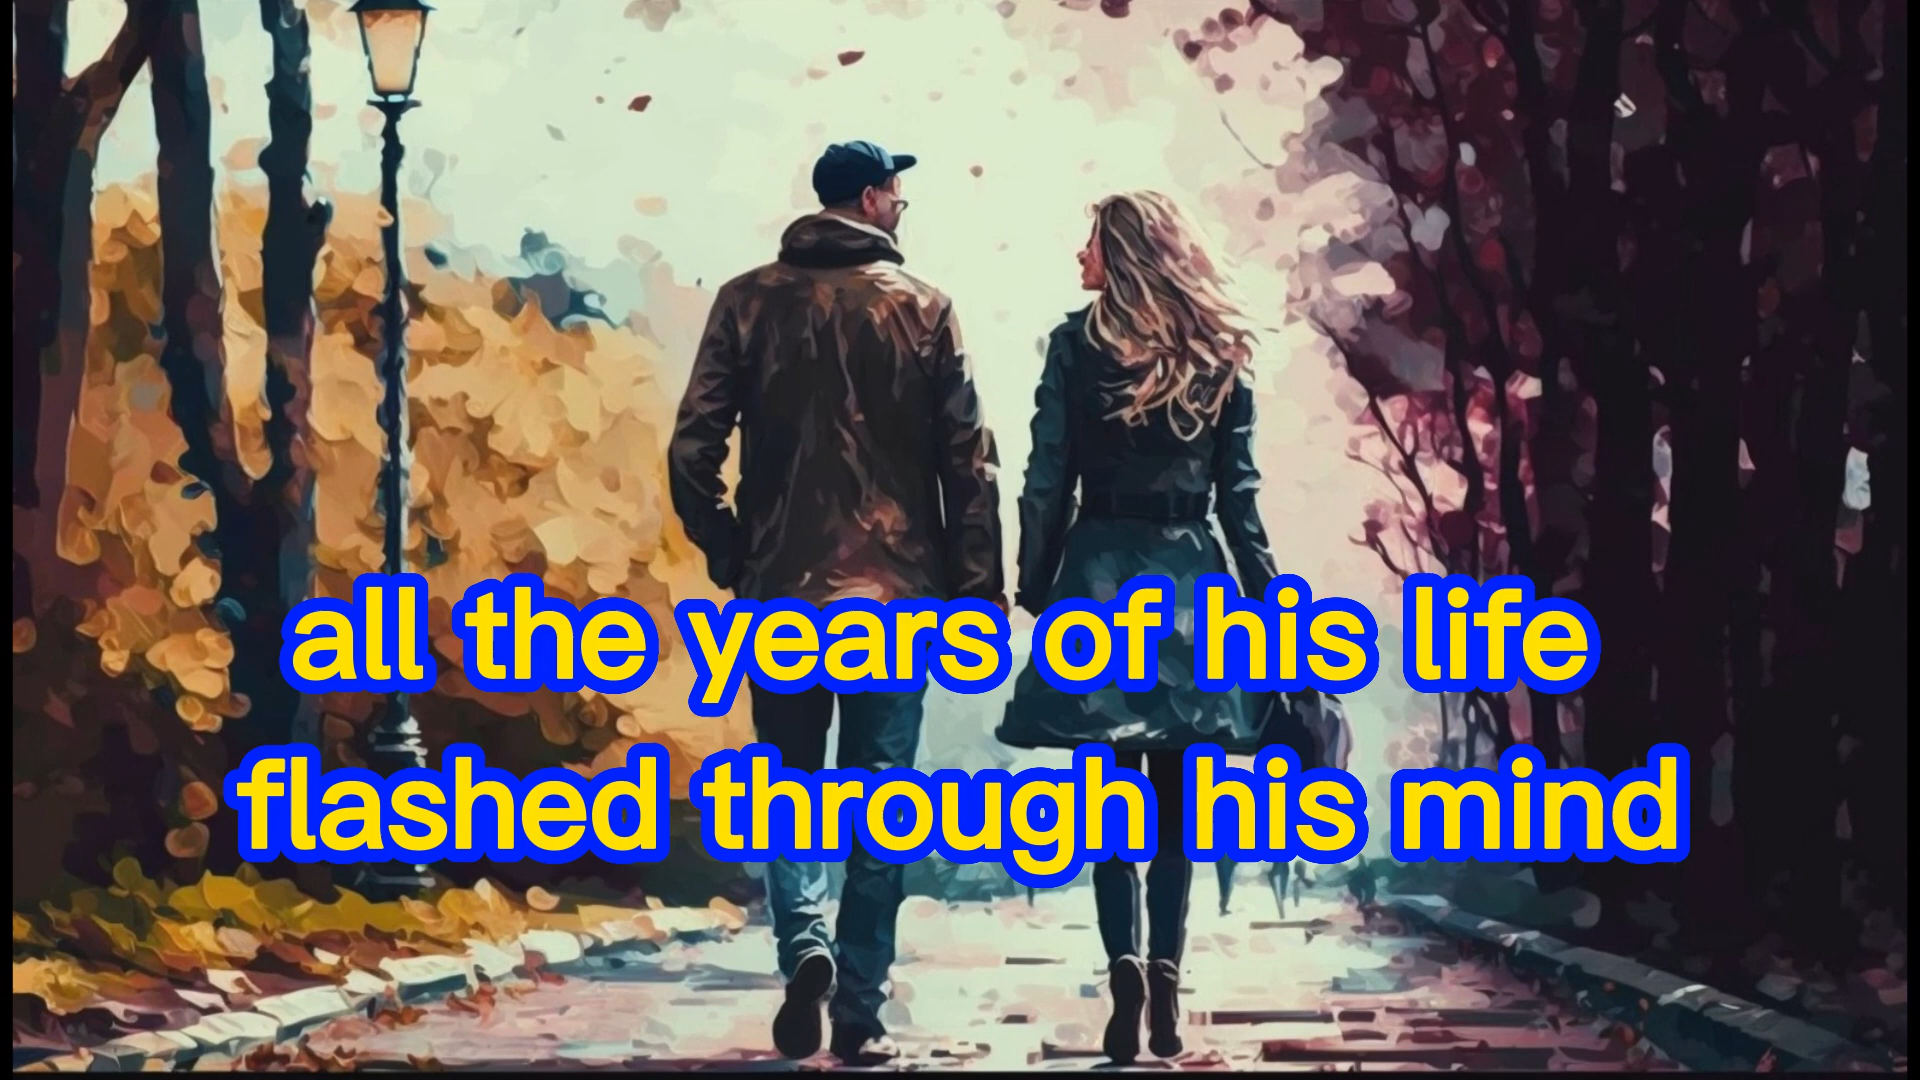 all the years of his life
flashed through his mind